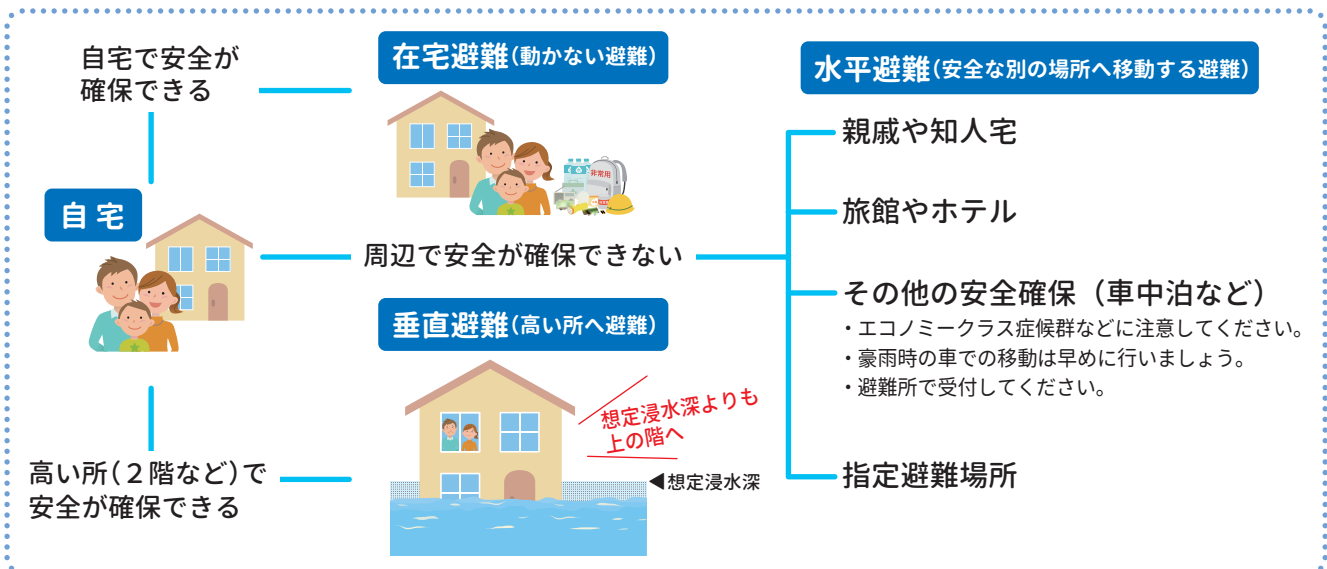 自宅で安全が
確保できる
在宅避難(動かない避難)
非常用
自宅
周辺で安全が確保できない
垂直避難(高い所へ避難)
想定浸水深よりも
上の階へ
◀想定浸水深
高い所(２階など)で
安全が確保できる
水平避難(安全な別の場所へ移動する避難)
親戚や知人宅
旅館やホテル
その他の安全確保（車中泊など）
・エコノミークラス症候群などに注意してください。
・豪雨時の車での移動は早めに行いましょう。
・避難所で受付してください。
指定避難場所